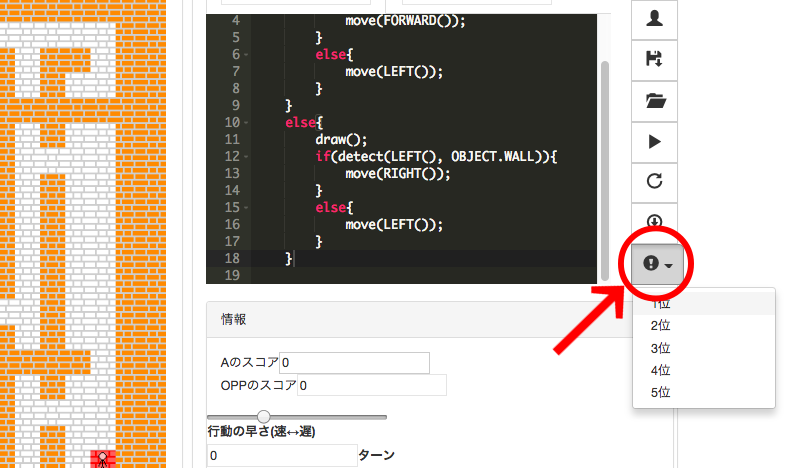 4 move(FORWARD());
5 }
6 else{
7 move(LEFT());
8 }
9 }
10 else{
11 draw();
12 if(detect(LEFT(), OBJECT.WALL)){
13 move(RIGHT());
14 }
15 else{
16 move(LEFT());
17 }
18 }
19
1位
2位
3位
4位
5位
情報
Aのスコア 0
OPPのスコア 0
行動の早さ(速↔遅)
0 ターン